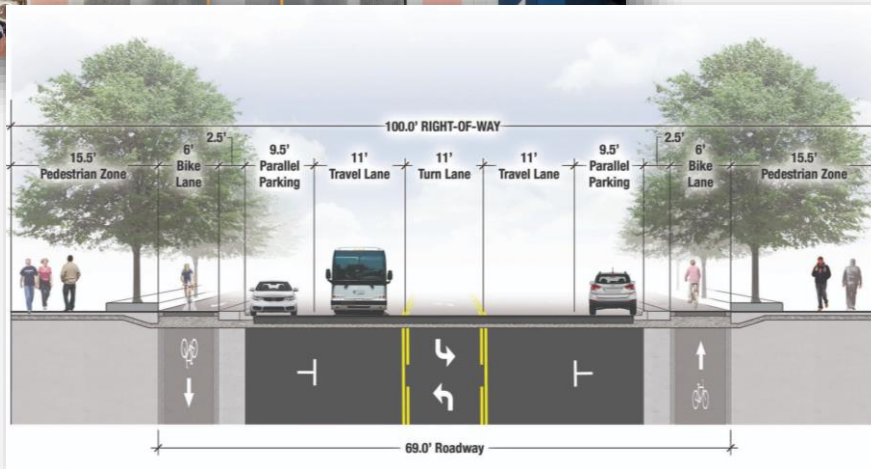 100.0' RIGHT-OF-WAY
15.5'
Pedestrian Zone
6'
Bike
Lane
2.5'
9.5'
Parallel
Parking
11'
Travel Lane
11'
Turn Lane
11'
Travel Lane
9.5'
Parallel
Parking
2.5'
6'
Bike
Lane
15.5'
Pedestrian Zone
69.0' Roadway